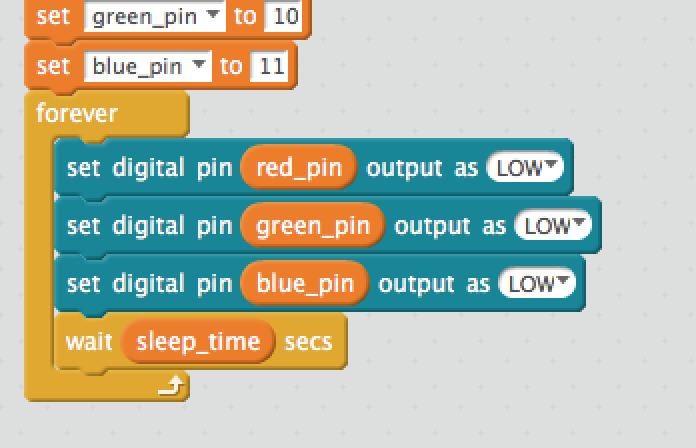 set green_pin to 10
set blue_pin to 11
forever
set digital pin red_pin output as LOW
set digital pin green_pin output as LOW
set digital pin blue_pin output as LOW
wait sleep_time secs